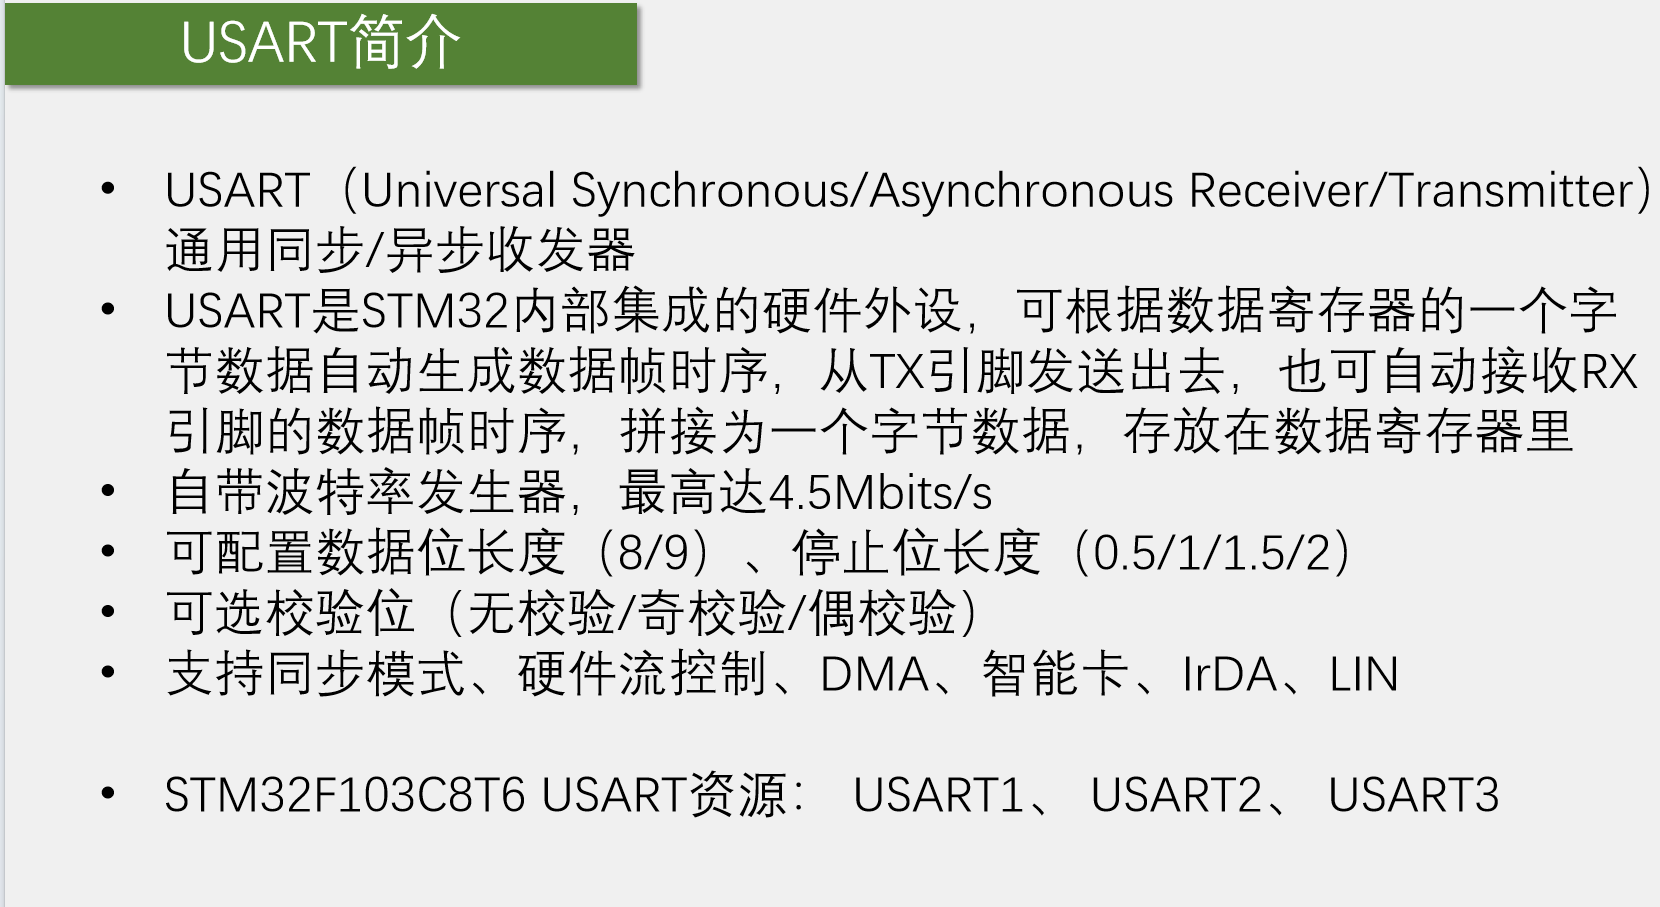 USART简介
• USART（Universal Synchronous/Asynchronous Receiver/Transmitter）
通用同步/异步收发器
• USART是STM32内部集成的硬件外设，可根据数据寄存器的一个字
节数据自动生成数据帧时序，从TX引脚发送出去，也可自动接收RX
引脚的数据帧时序，拼接为一个字节数据，存放在数据寄存器里
• 自带波特率发生器，最高达4.5Mbits/s
• 可配置数据位长度（8/9）、停止位长度（0.5/1/1.5/2）
• 可选校验位（无校验/奇校验/偶校验）
• 支持同步模式、硬件流控制、DMA、智能卡、IrDA、LIN
• STM32F103C8T6 USART资源： USART1、 USART2、 USART3